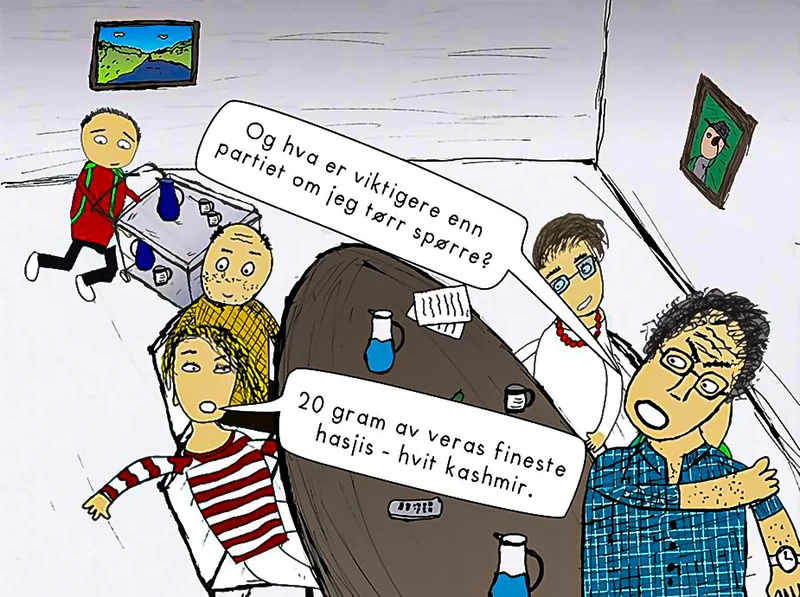 Og hva er viktigere enn
partiet om jeg tørr spørre?
20 gram av veras fineste
hasjis - hvit kashmir.